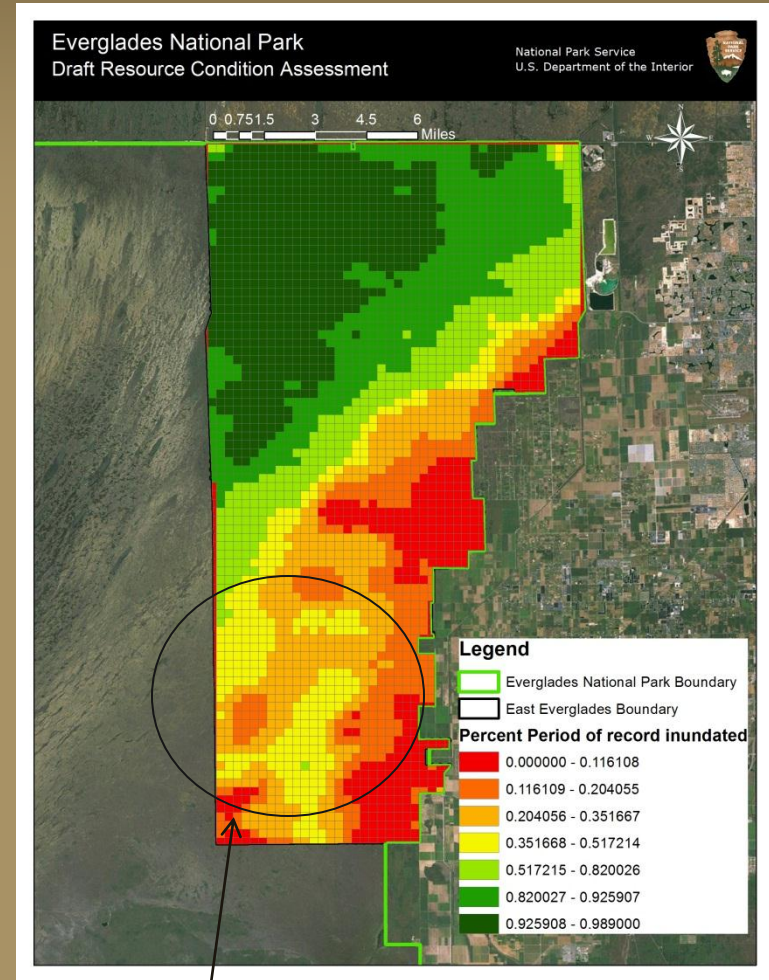 Everglades National Park
Draft Resource Condition Assessment
National Park Service
U.S. Department of the Interior
NATIONAL
PARK
SERVICE
0 0.75 1.5 3 4.5 6
Miles
N
W E
S
Legend
Everglades National Park Boundary
East Everglades Boundary
Percent Period of record inundated
0.000000 - 0.116108
0.116109 - 0.204055
0.204056 - 0.351667
0.351668 - 0.517214
0.517215 - 0.820026
0.820027 - 0.925907
0.925908 - 0.989000